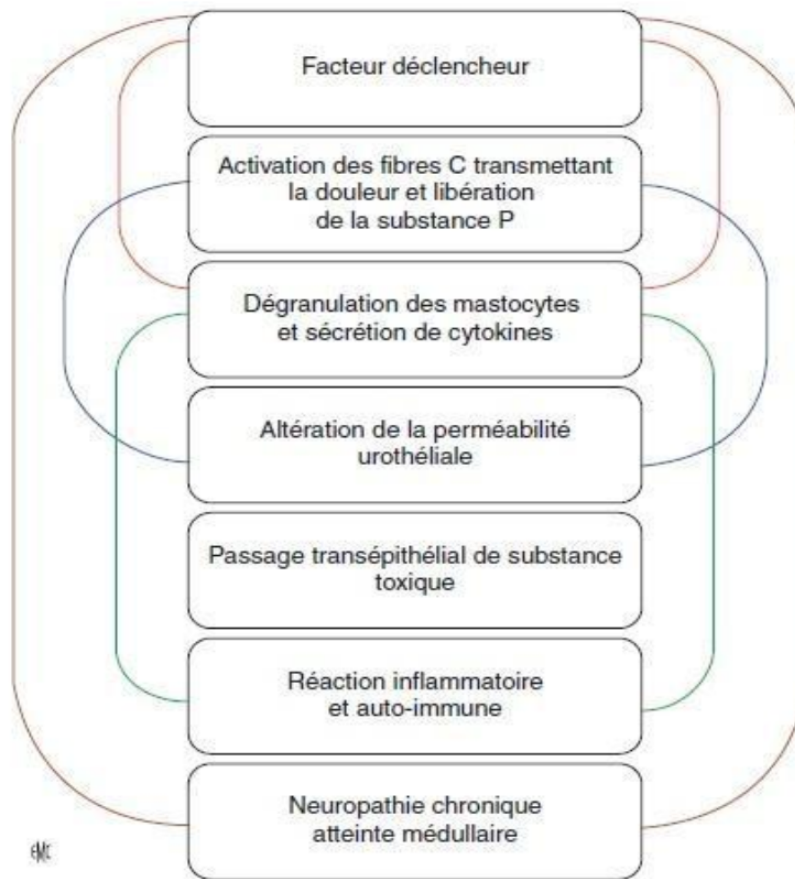 Facteur déclencheur
Activation des fibres C transmettant
la douleur et libération
de la substance P
Dégranulation des mastocytes
et sécrétion de cytokines
Altération de la perméabilité
urothéliale
Passage transépithélial de substance
toxique
Réaction inflammatoire
et auto-immune
Neuropathie chronique
atteinte médullaire
EMC